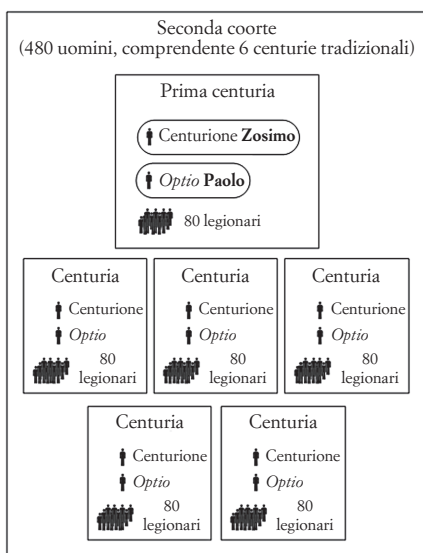 Seconda coorte
(480 uomini, comprendente 6 centurie tradizionali)
Prima centuria
Centurione Zosimo
Optio Paolo
80 legionari
Centuria
Centurione
Optio
80
legionari
Centuria
Centurione
Optio
80
legionari
Centuria
Centurione
Optio
80
legionari
Centuria
Centurione
Optio
80
legionari
Centuria
Centurione
Optio
80
legionari